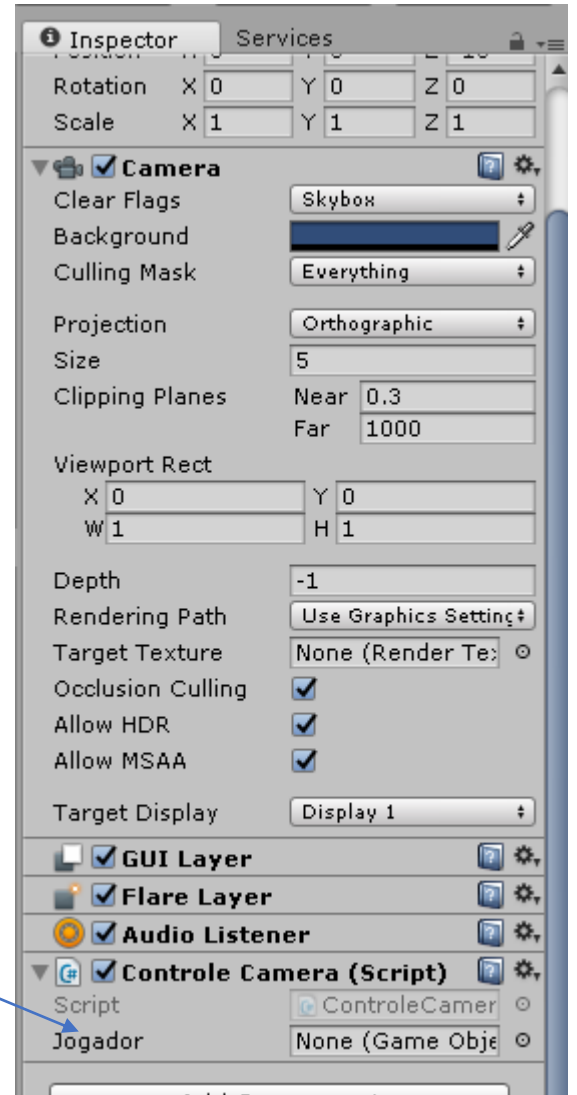 Inspector Services
Rotation X 0 Y 0 Z 0
Scale X 1 Y 1 Z 1
Camera
Clear Flags Skybox
Background
Culling Mask Everything
Projection Orthographic
Size 5
Clipping Planes Near 0.3
Far 1000
Viewport Rect
X 0 Y 0
W 1 H 1
Depth -1
Rendering Path Use Graphics Setting
Target Texture None (Render Te
Occlusion Culling
Allow HDR
Allow MSAA
Target Display Display 1
GUI Layer
Flare Layer
Audio Listener
Controle Camera (Script)
Script ControleCamer
Jogador None (Game Obje